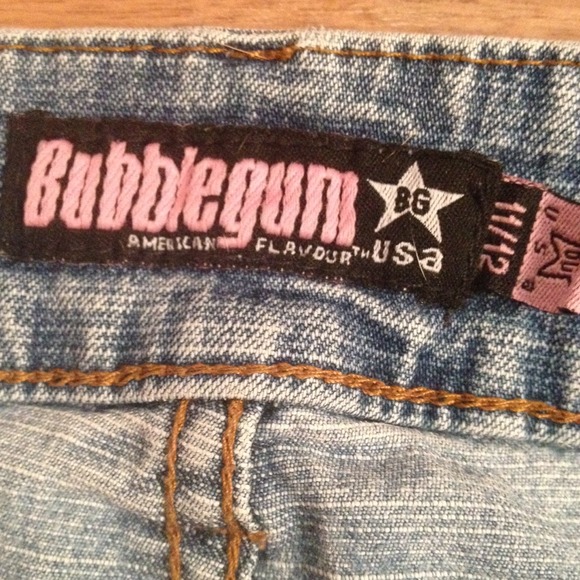 Bubblegum
BG
AMERICAN FLAVOUR™ USa
11/12